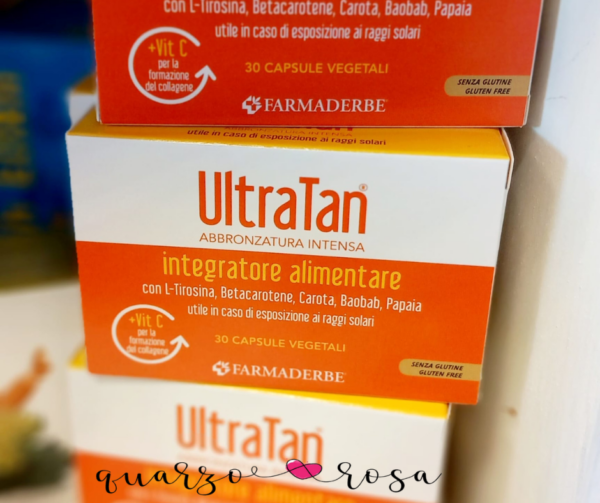 con L-Tirosina, Betacarotene, Carota, Baobab, Papaia
utile in caso di esposizione ai raggi solari
+Vit C
per la
formazione
del collagene
30 CAPSULE VEGETALI
SENZA GLUTINE
GLUTEN FREE
FARMADERBE®
ABBRONZATURA INTENSA
utile in caso di esposizione ai raggi solari
UltraTan®
ABBRONZATURA INTENSA
integratore alimentare
con L-Tirosina, Betacarotene, Carota, Baobab, Papaia
utile in caso di esposizione ai raggi solari
+Vit C
per la
formazione
del collagene
30 CAPSULE VEGETALI
SENZA GLUTINE
GLUTEN FREE
FARMADERBE®
UltraTan®
quarzo rosa
alimentare